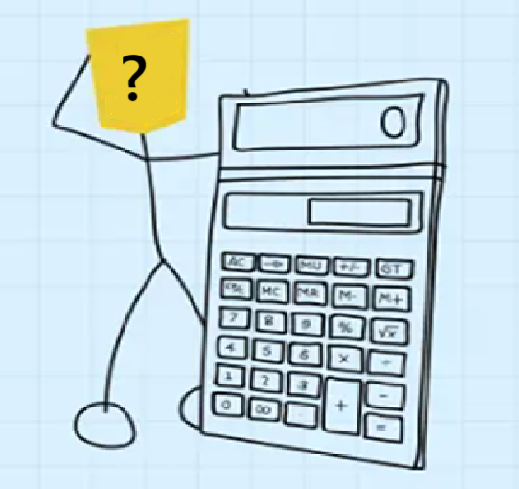 ?
0
AC MU +/- GT
MC MR M- M+
7 8 9 % √x
4 5 6 × ÷
1 2 3 -
0 00 . + =